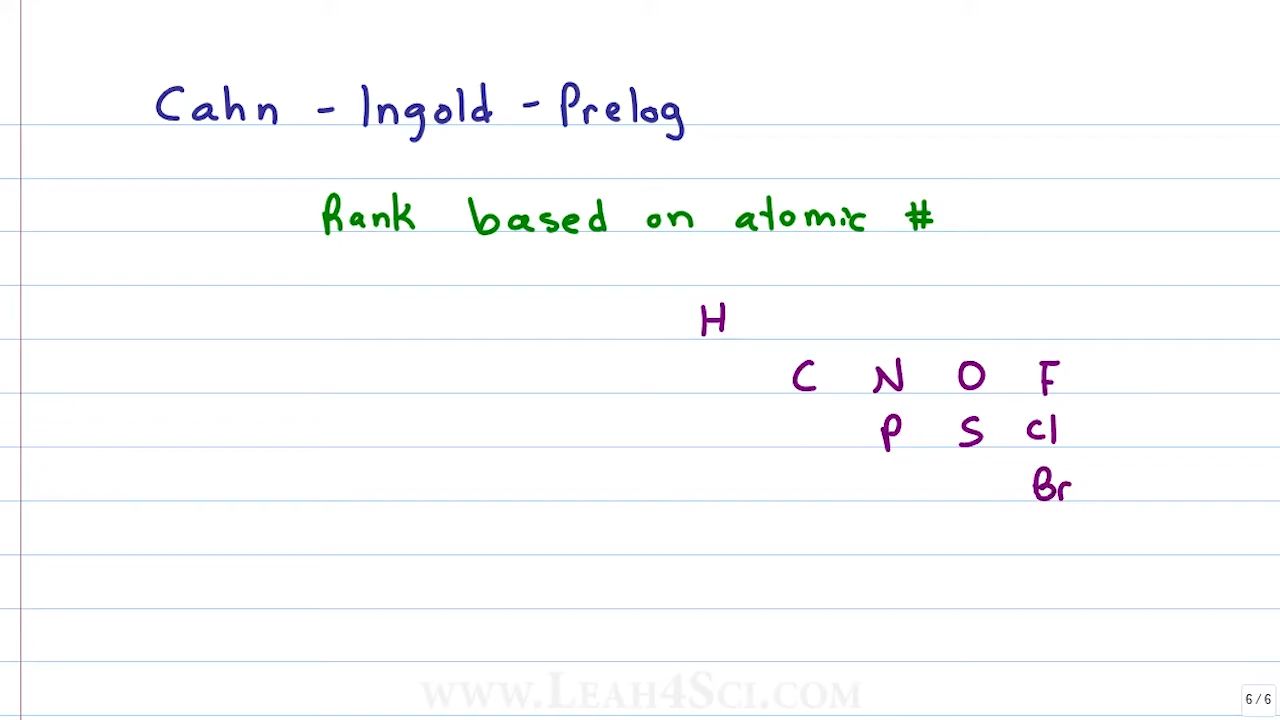 Cahn - Ingold - Prelog
Rank based on atomic #
H
C N O F
P S Cl
Br
www.Leah4Sci.com
6/6